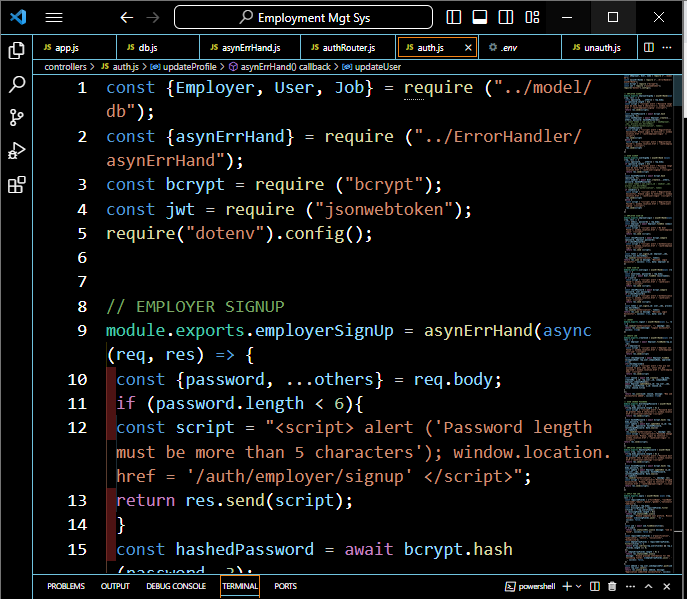 Employment Mgt Sys
JS app.js JS db.js JS asynErrHand.js JS authRouter.js JS auth.js .env JS unauth.js
controllers > JS auth.js > updateProfile > asynErrHand() callback > updateUser
1 const {Employer, User, Job} = require ("../model/
db");
2 const {asynErrHand} = require ("../ErrorHandler/
asynErrHand");
3 const bcrypt = require ("bcrypt");
4 const jwt = require ("jsonwebtoken");
5 require("dotenv").config();
6
7
8 // EMPLOYER SIGNUP
9 module.exports.employerSignUp = asynErrHand(async
(req, res) => {
10 const {password, ...others} = req.body;
11 if (password.length < 6){
12 const script = "<script> alert ('Password length
must be more than 5 characters'); window.location.
href = '/auth/employer/signup' </script>";
13 return res.send(script);
14 }
15 const hashedPassword = await bcrypt.hash
(password, 2);
PROBLEMS OUTPUT DEBUG CONSOLE TERMINAL PORTS powershell